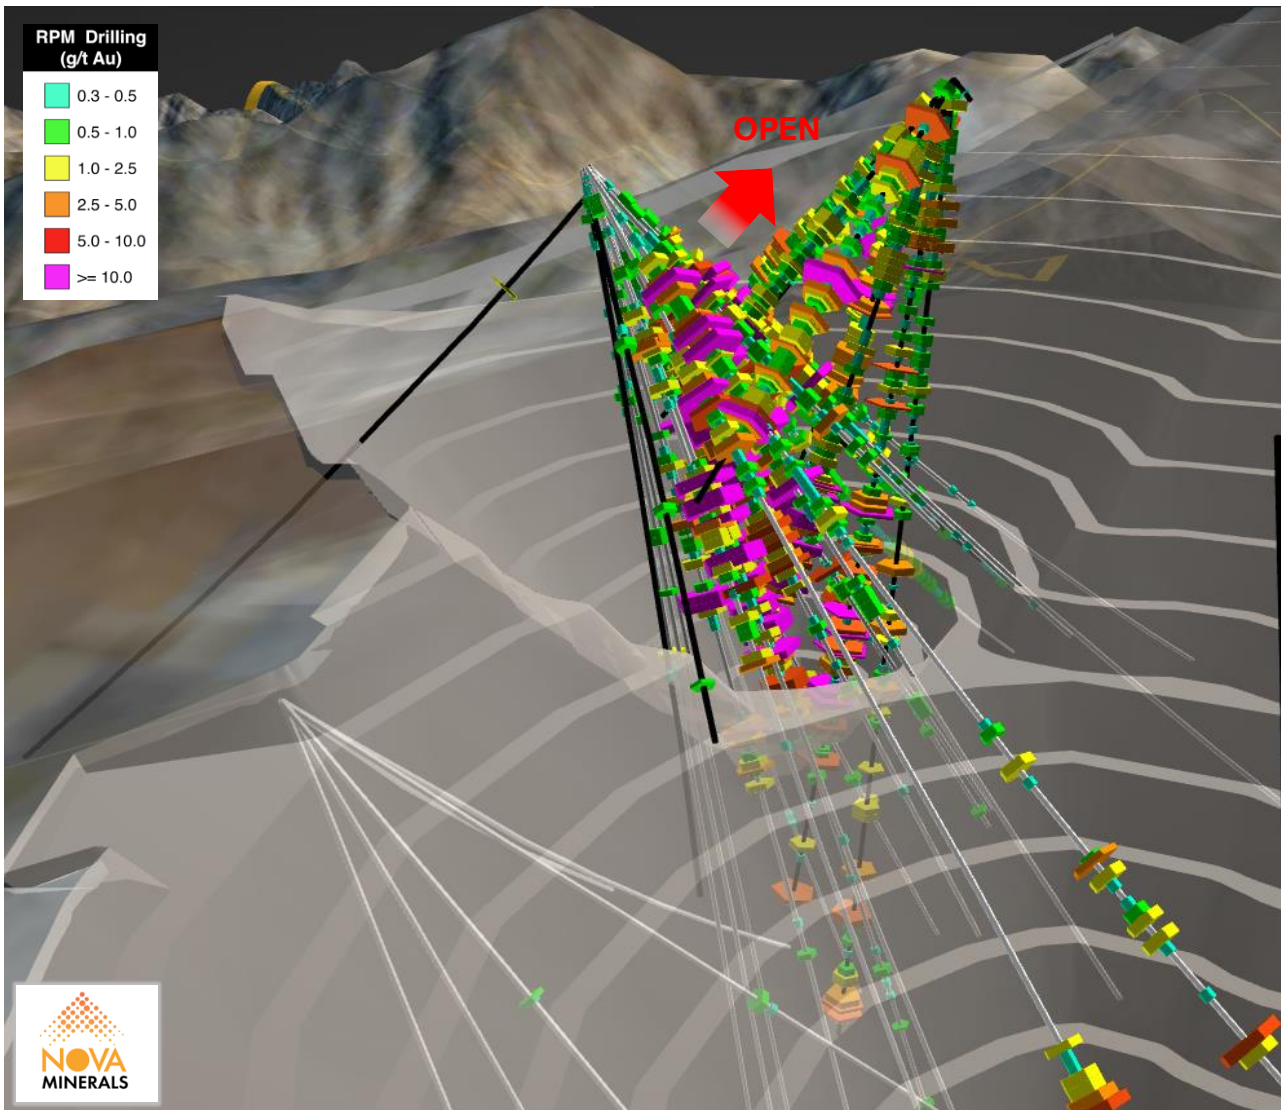 RPM Drilling
(g/t Au)
0.3 - 0.5
0.5 - 1.0
1.0 - 2.5
2.5 - 5.0
5.0 - 10.0
>= 10.0
OPEN
NOVA
MINERALS